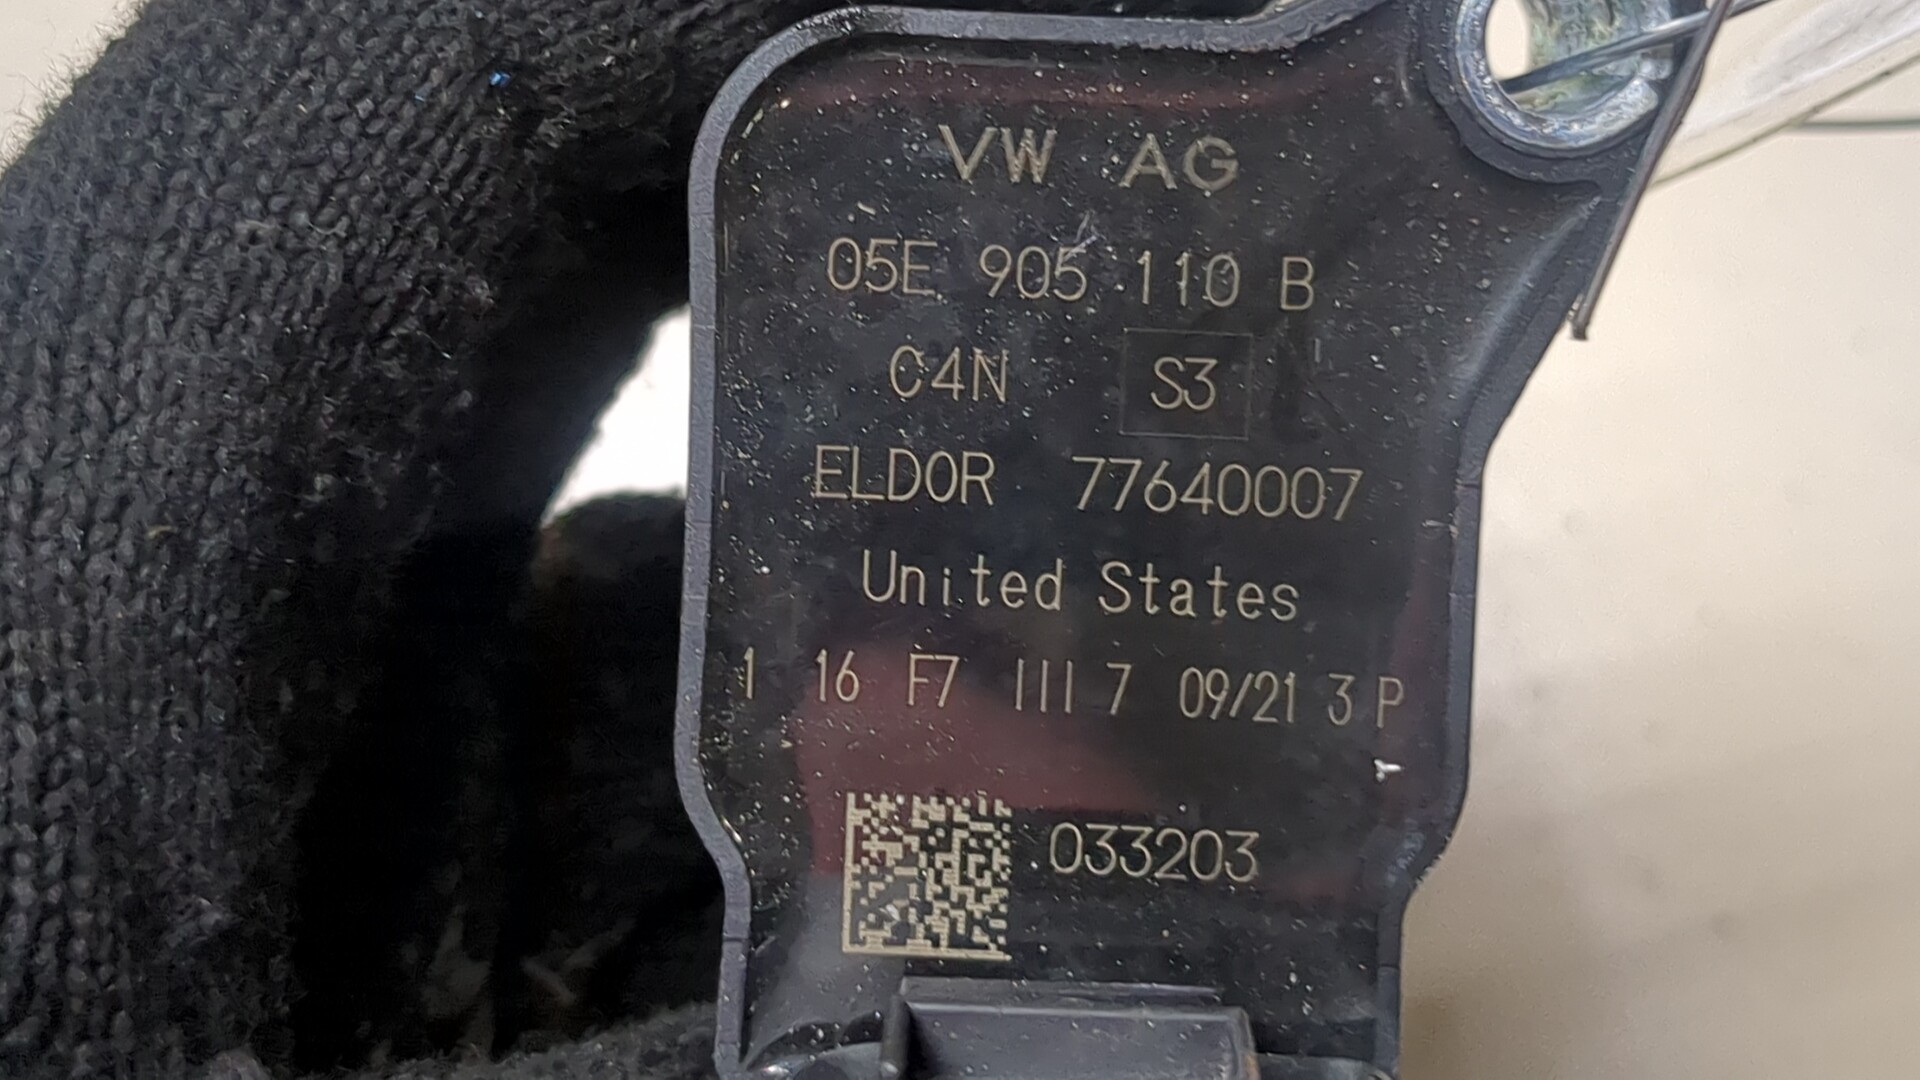 VW AG
05E 905 110 B
C4N S3
ELDOR 77640007
United States
1 16 F7 III 7 09/21 3 P
033203